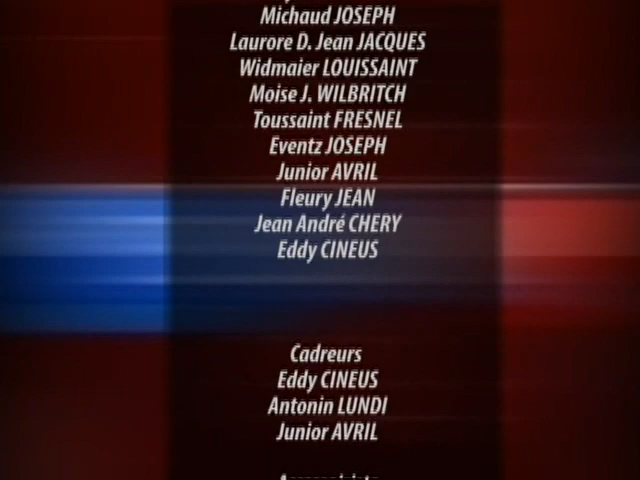 Michaud JOSEPH
Laurore D. Jean JACQUES
Widmaier LOUISSAINT
Moise J. WILBRITCH
Toussaint FRESNEL
Eventz JOSEPH
Junior AVRIL
Fleury JEAN
Jean André CHERY
Eddy CINEUS
Cadreurs
Eddy CINEUS
Antonin LUNDI
Junior AVRIL